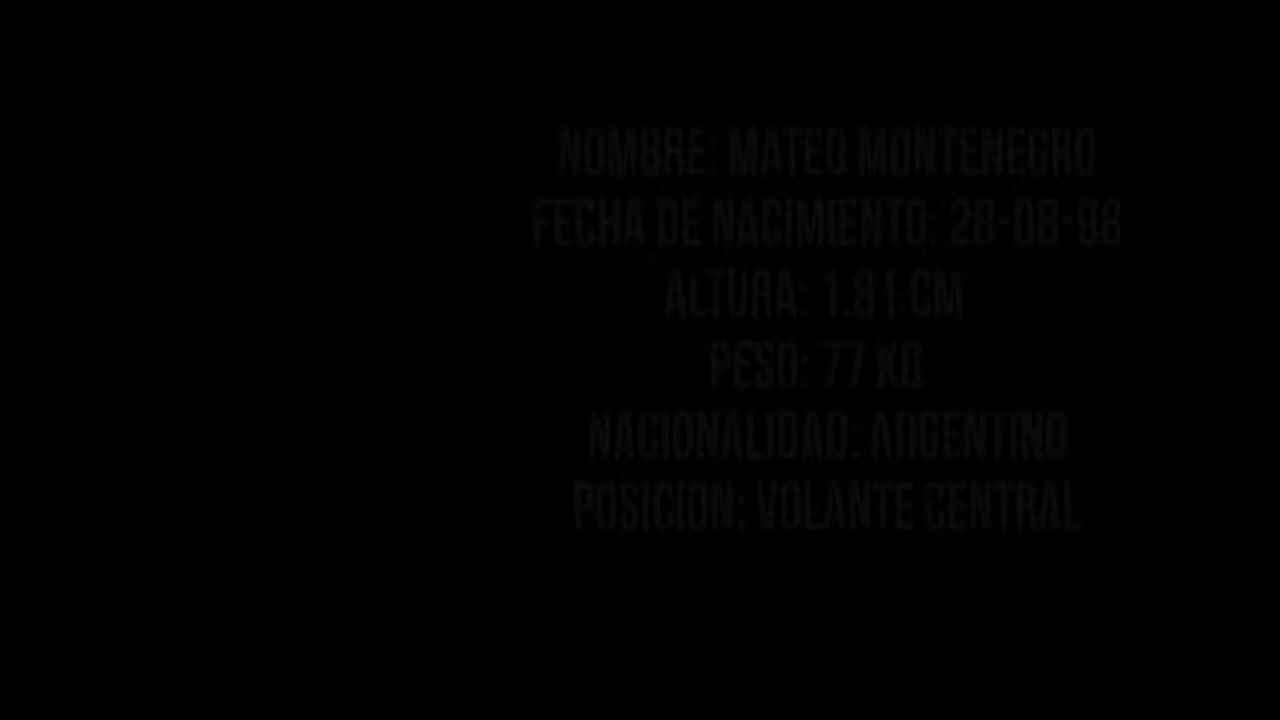 NOMBRE: MATEO MONTENEGRO
FECHA DE NACIMIENTO: 28-08-98
ALTURA: 1.81 CM
PESO: 77 KG
NACIONALIDAD: ARGENTINO
POSICION: VOLANTE CENTRAL